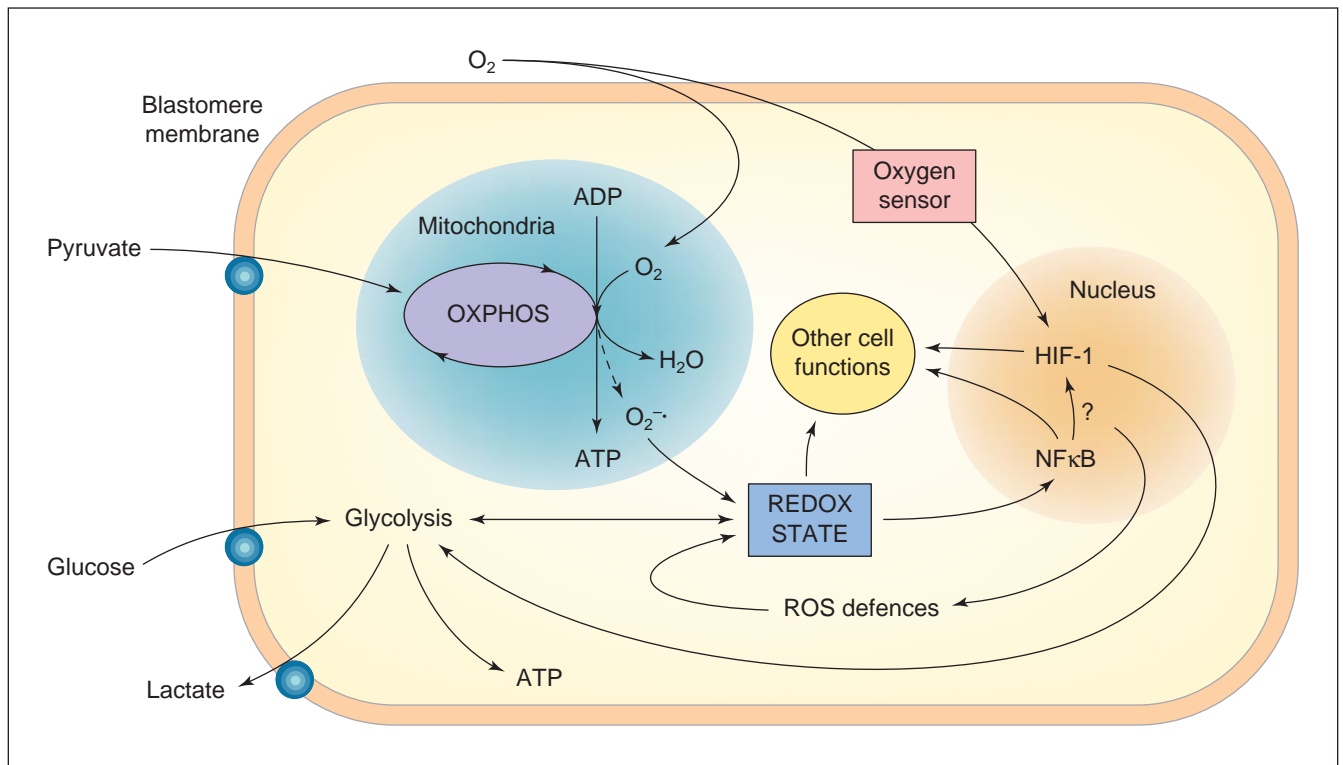 O₂
Blastomere
membrane
Oxygen
sensor
ADP
Mitochondria
Pyruvate
O₂
Nucleus
OXPHOS
Other cell
functions
HIF-1
H₂O
?
O₂⁻·
ATP
NFκB
REDOX
STATE
Glycolysis
Glucose
ROS defences
ATP
Lactate